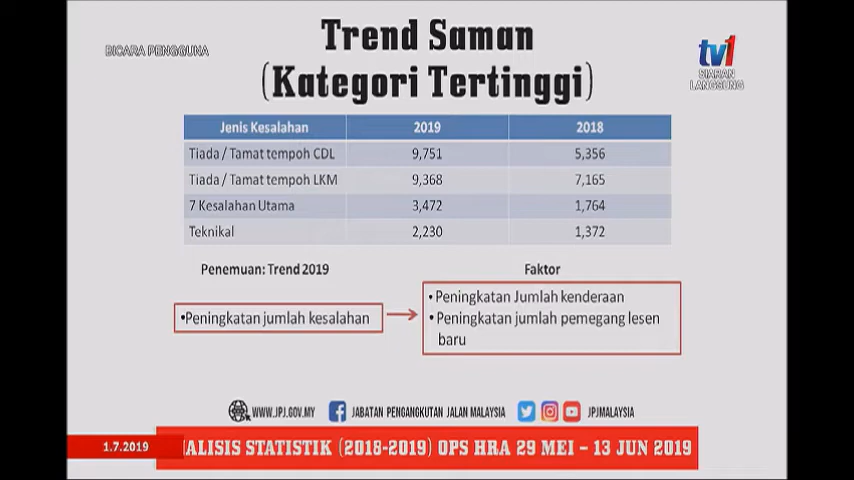 Trend Saman
(Kategori Tertinggi)
BICARA PENGGUNA
tv1
SIARAN
LANGSUNG
Jenis Kesalahan 2019 2018
Tiada / Tamat tempoh CDL 9,751 5,356
Tiada / Tamat tempoh LKM 9,368 7,165
7 Kesalahan Utama 3,472 1,764
Teknikal 2,230 1,372
Penemuan: Trend 2019 Faktor
•Peningkatan jumlah kesalahan
• Peningkatan Jumlah kenderaan
• Peningkatan jumlah pemegang lesen
baru
WWW.JPJ.GOV.MY JABATAN PENGANGKUTAN JALAN MALAYSIA JPJMALAYSIA
1.7.2019 ALISIS STATISTIK (2018-2019) OPS HRA 29 MEI – 13 JUN 2019